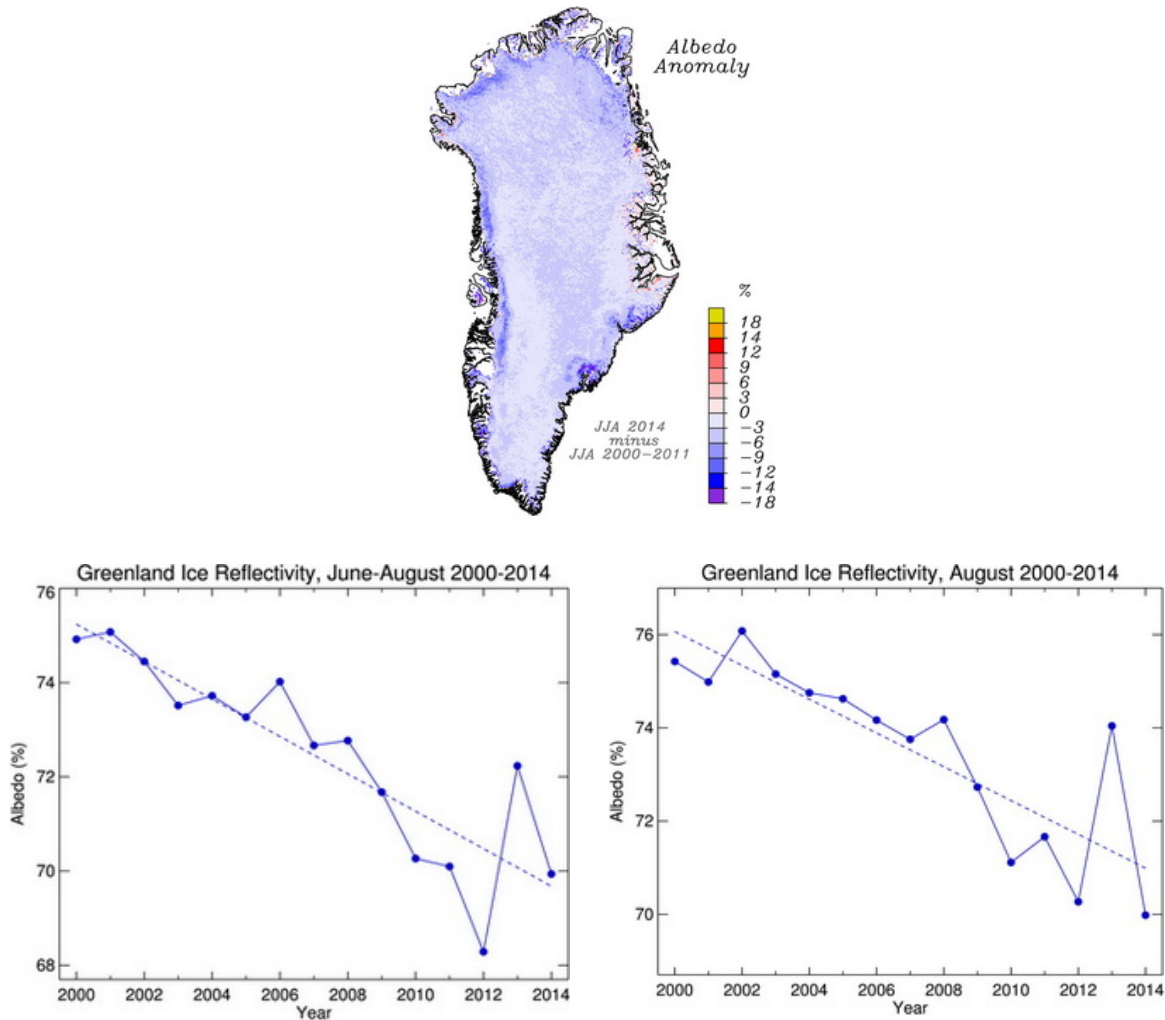 Albedo
Anomaly
%
18
14
12
9
6
3
0
−3
−6
−9
−12
−14
−18
JJA 2014
minus
JJA 2000−2011
Greenland Ice Reflectivity, June-August 2000-2014
76
74
72
70
68
Albedo (%)
2000 2002 2004 2006 2008 2010 2012 2014
Year
Greenland Ice Reflectivity, August 2000-2014
76
74
72
70
Albedo (%)
2000 2002 2004 2006 2008 2010 2012 2014
Year